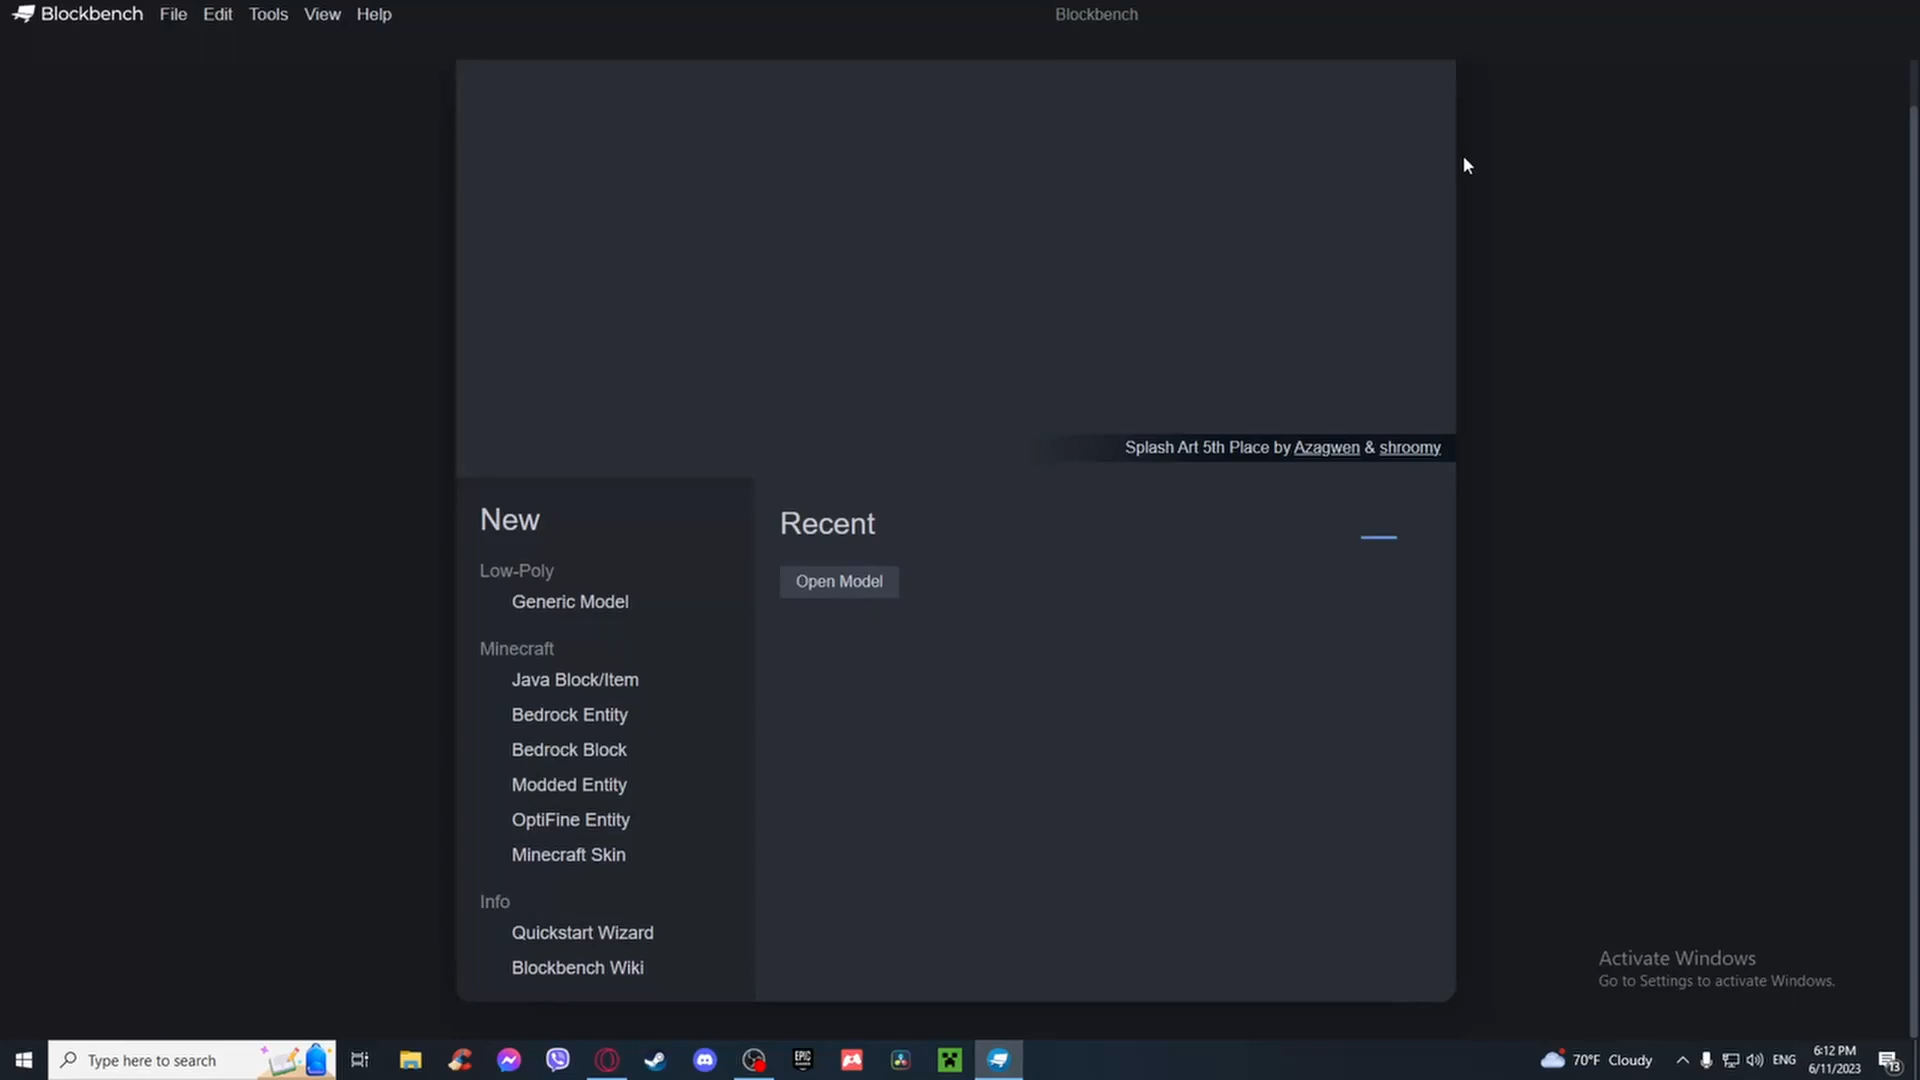 Blockbench File Edit Tools View Help Blockbench
Splash Art 5th Place by Azagwen & shroomy
New
Low-Poly
Generic Model
Minecraft
Java Block/Item
Bedrock Entity
Bedrock Block
Modded Entity
OptiFine Entity
Minecraft Skin
Info
Quickstart Wizard
Blockbench Wiki
Recent
Open Model
Activate Windows
Go to Settings to activate Windows.
Type here to search
EPIC
70°F Cloudy
ENG
6:12 PM
6/11/2023
13